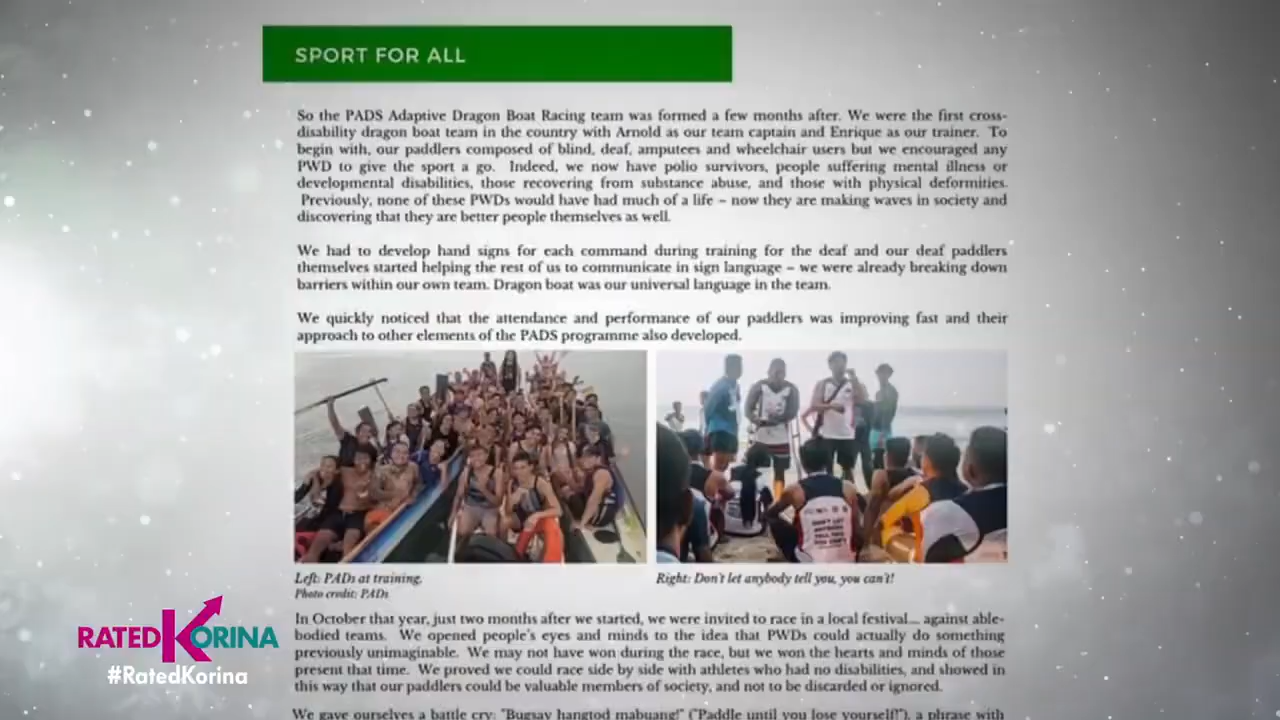 SPORT FOR ALL
So the PADS Adaptive Dragon Boat Racing team was formed a few months after. We were the first cross-
disability dragon boat team in the country with Arnold as our team captain and Enrique as our trainer. To
begin with, our paddlers composed of blind, deaf, amputees and wheelchair users but we encouraged any
PWD to give the sport a go. Indeed, we now have polio survivors, people suffering mental illness or
developmental disabilities, those recovering from substance abuse, and those with physical deformities.
Previously, none of these PWDs would have had much of a life – now they are making waves in society and
discovering that they are better people themselves as well.
We had to develop hand signs for each command during training for the deaf and our deaf paddlers
themselves started helping the rest of us to communicate in sign language – we were already breaking down
barriers within our own team. Dragon boat was our universal language in the team.
We quickly noticed that the attendance and performance of our paddlers was improving fast and their
approach to other elements of the PADS programme also developed.
DON'T LET
ANYBODY
TELL YOU
YOU CAN'T
Left: PADs at training.
Photo credit: PADs
Right: Don't let anybody tell you, you can't!
In October that year, just two months after we started, we were invited to race in a local festival.... against able-
bodied teams. We opened people's eyes and minds to the idea that PWDs could actually do something
previously unimaginable. We may not have won during the race, but we won the hearts and minds of those
present that time. We proved we could race side by side with athletes who had no disabilities, and showed in
this way that our paddlers could be valuable members of society, and not to be discarded or ignored.
We gave ourselves a battle cry: "Bugsay hangtod mabuang!" ("Paddle until you lose yourself!"), a phrase with
RATED KORINA
#RatedKorina